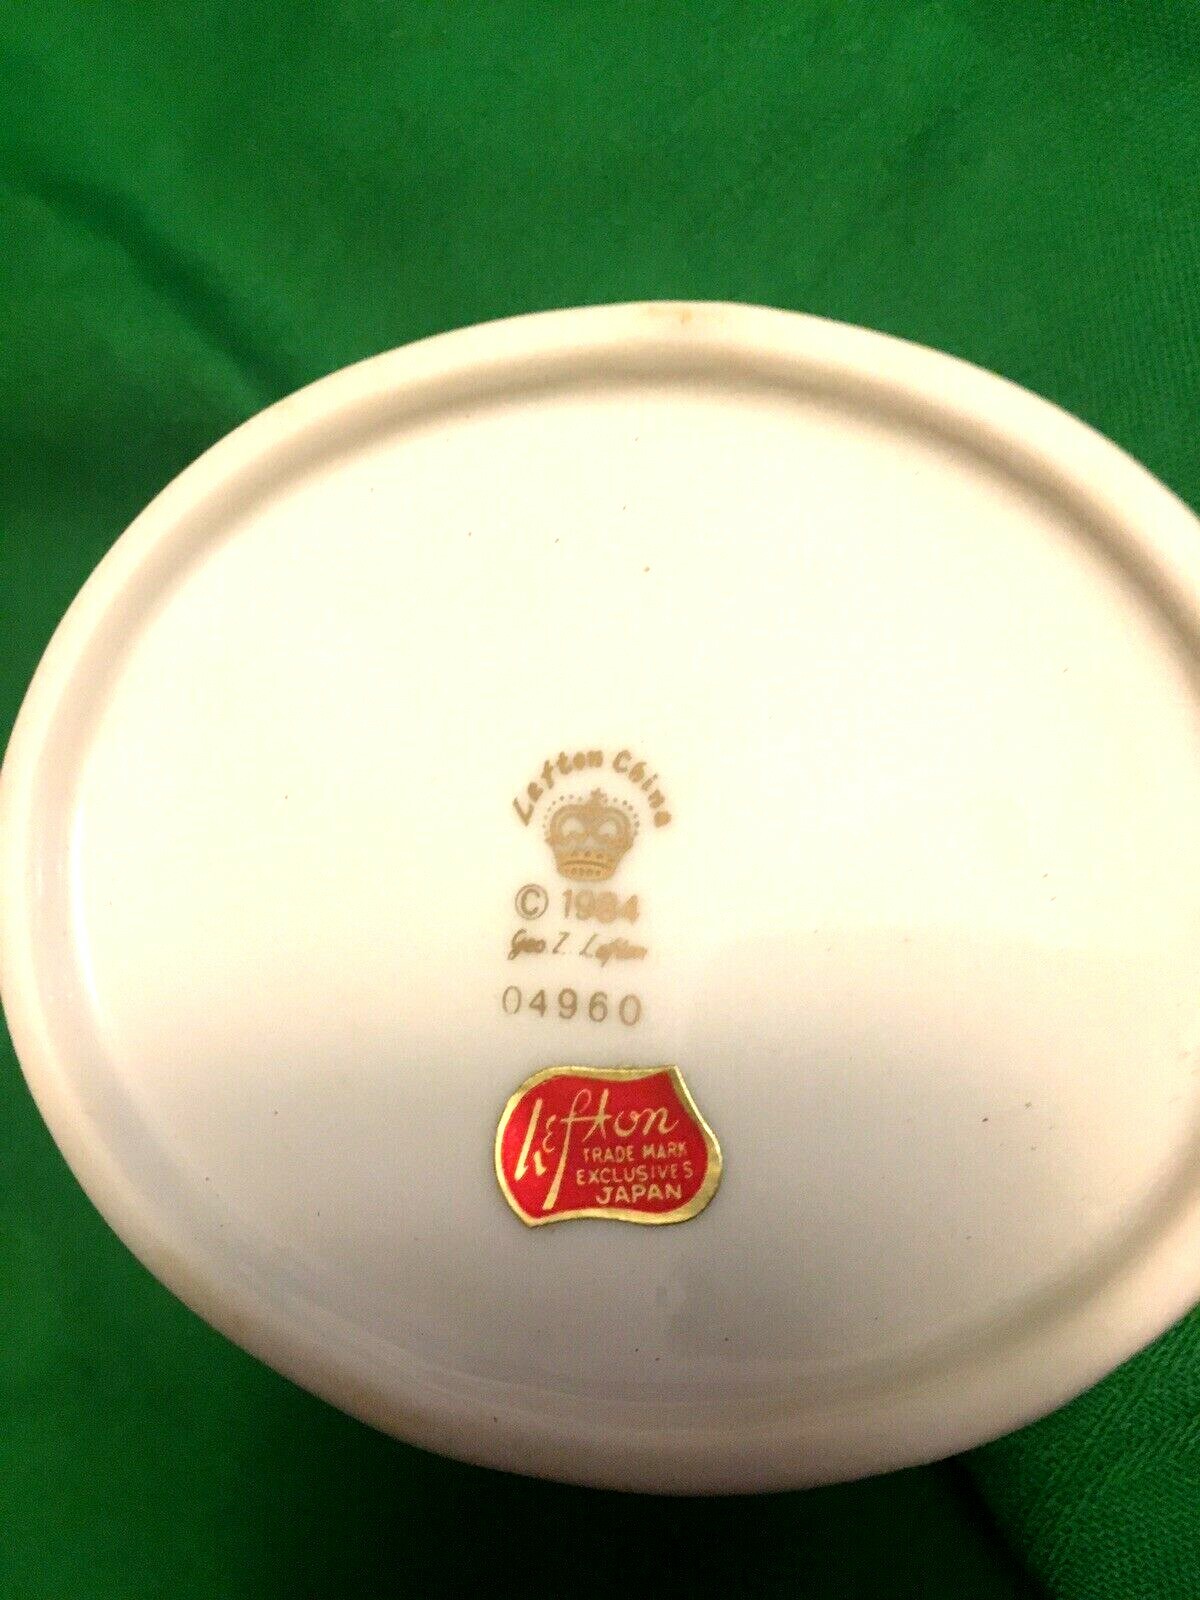 Lefton China
© 1984
Geo Z. Lefton
04960
Lefton
TRADE MARK
EXCLUSIVES
JAPAN